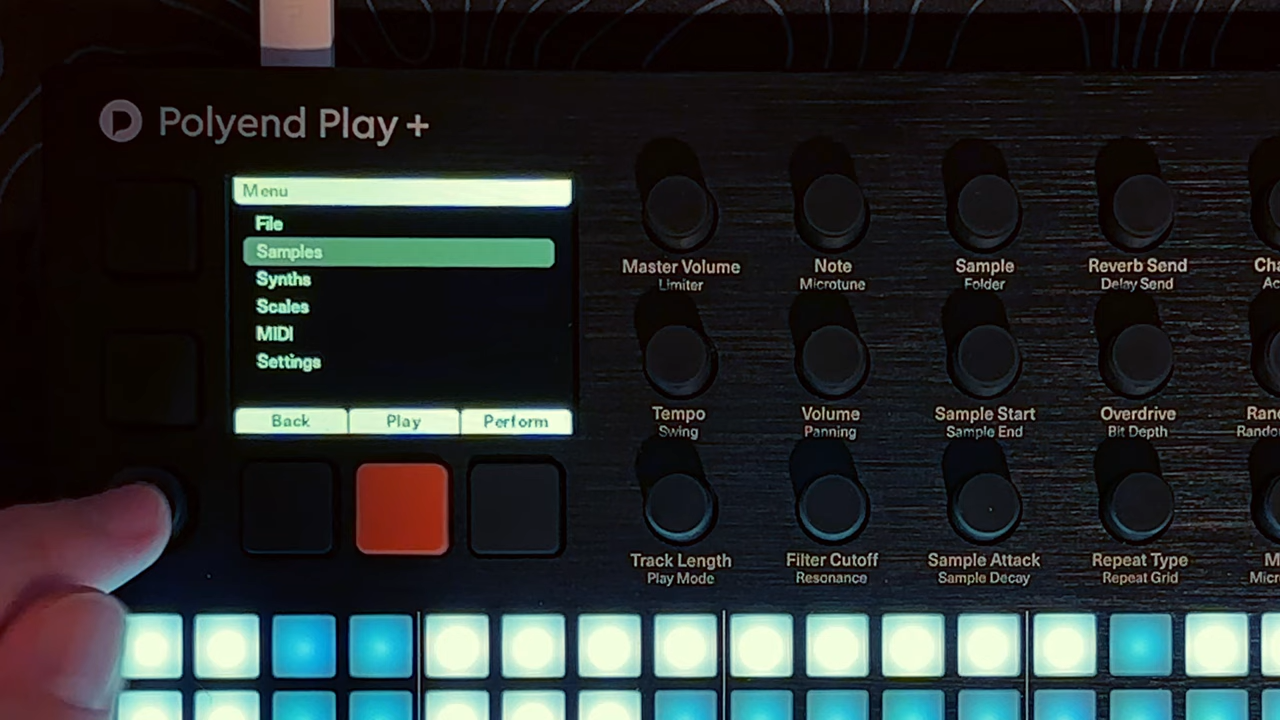 Polyend Play+
Menu
File
Samples
Synths
Scales
MIDI
Settings
Back Play Perform
Master Volume Note Sample Reverb Send
Limiter Microtune Folder Delay Send
Tempo Volume Sample Start Overdrive
Swing Panning Sample End Bit Depth
Track Length Filter Cutoff Sample Attack Repeat Type
Play Mode Resonance Sample Decay Repeat Grid